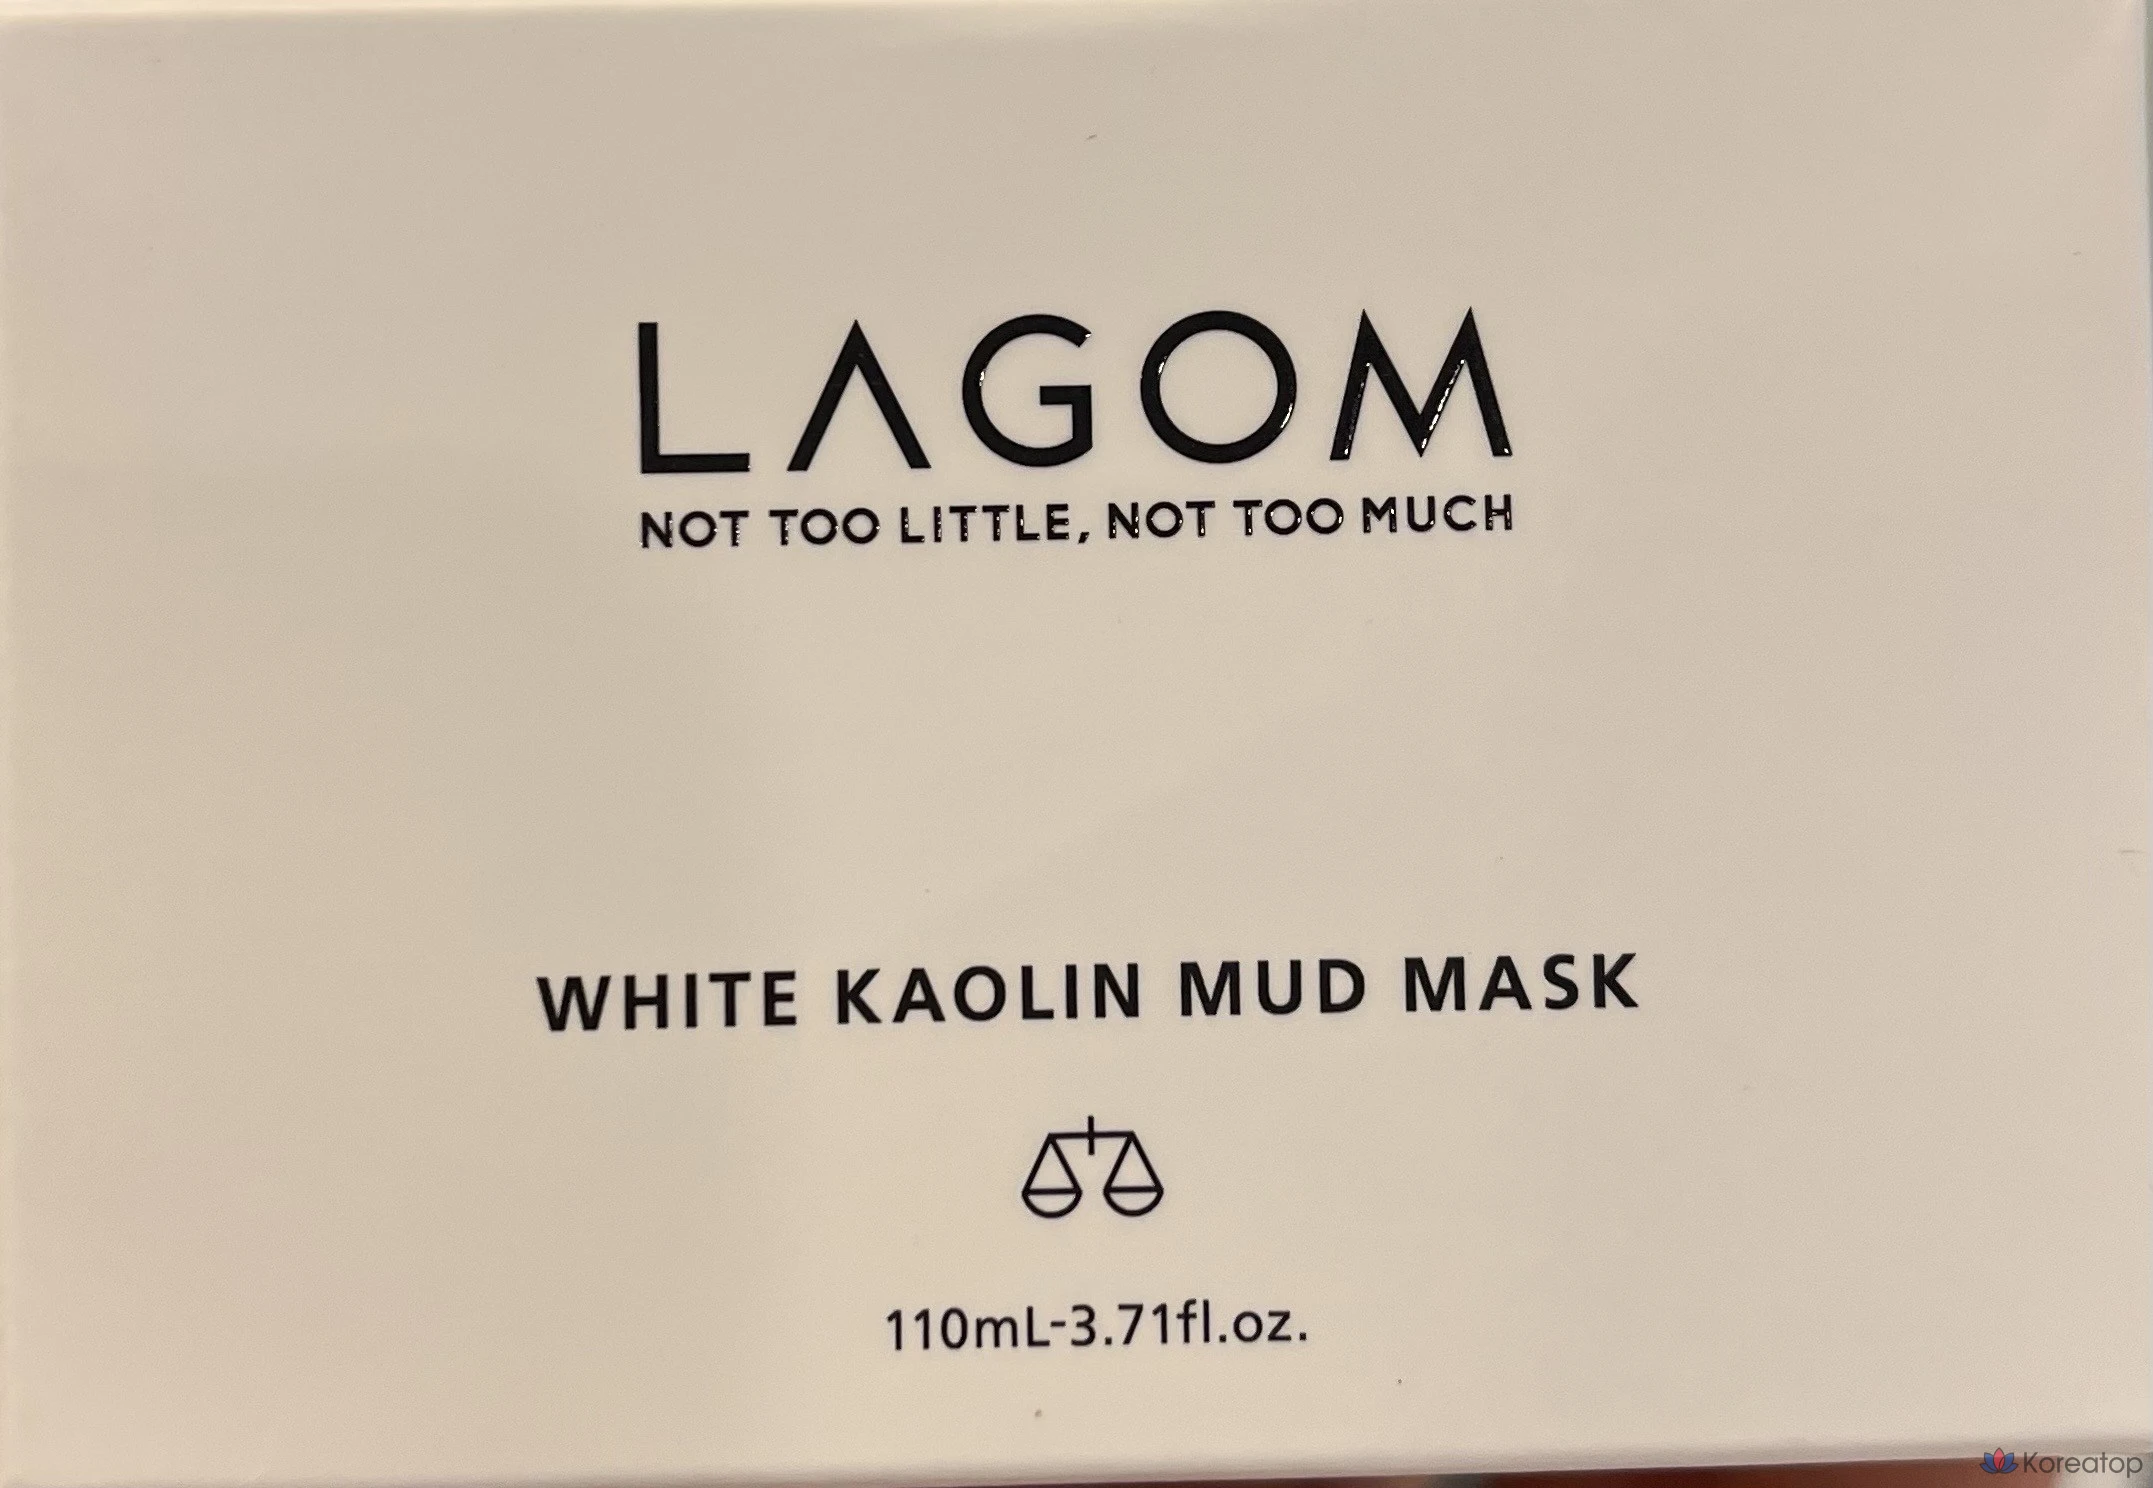 LAGOM
NOT TOO LITTLE, NOT TOO MUCH
WHITE KAOLIN MUD MASK
110mL-3.71fl.oz.
Koreatop